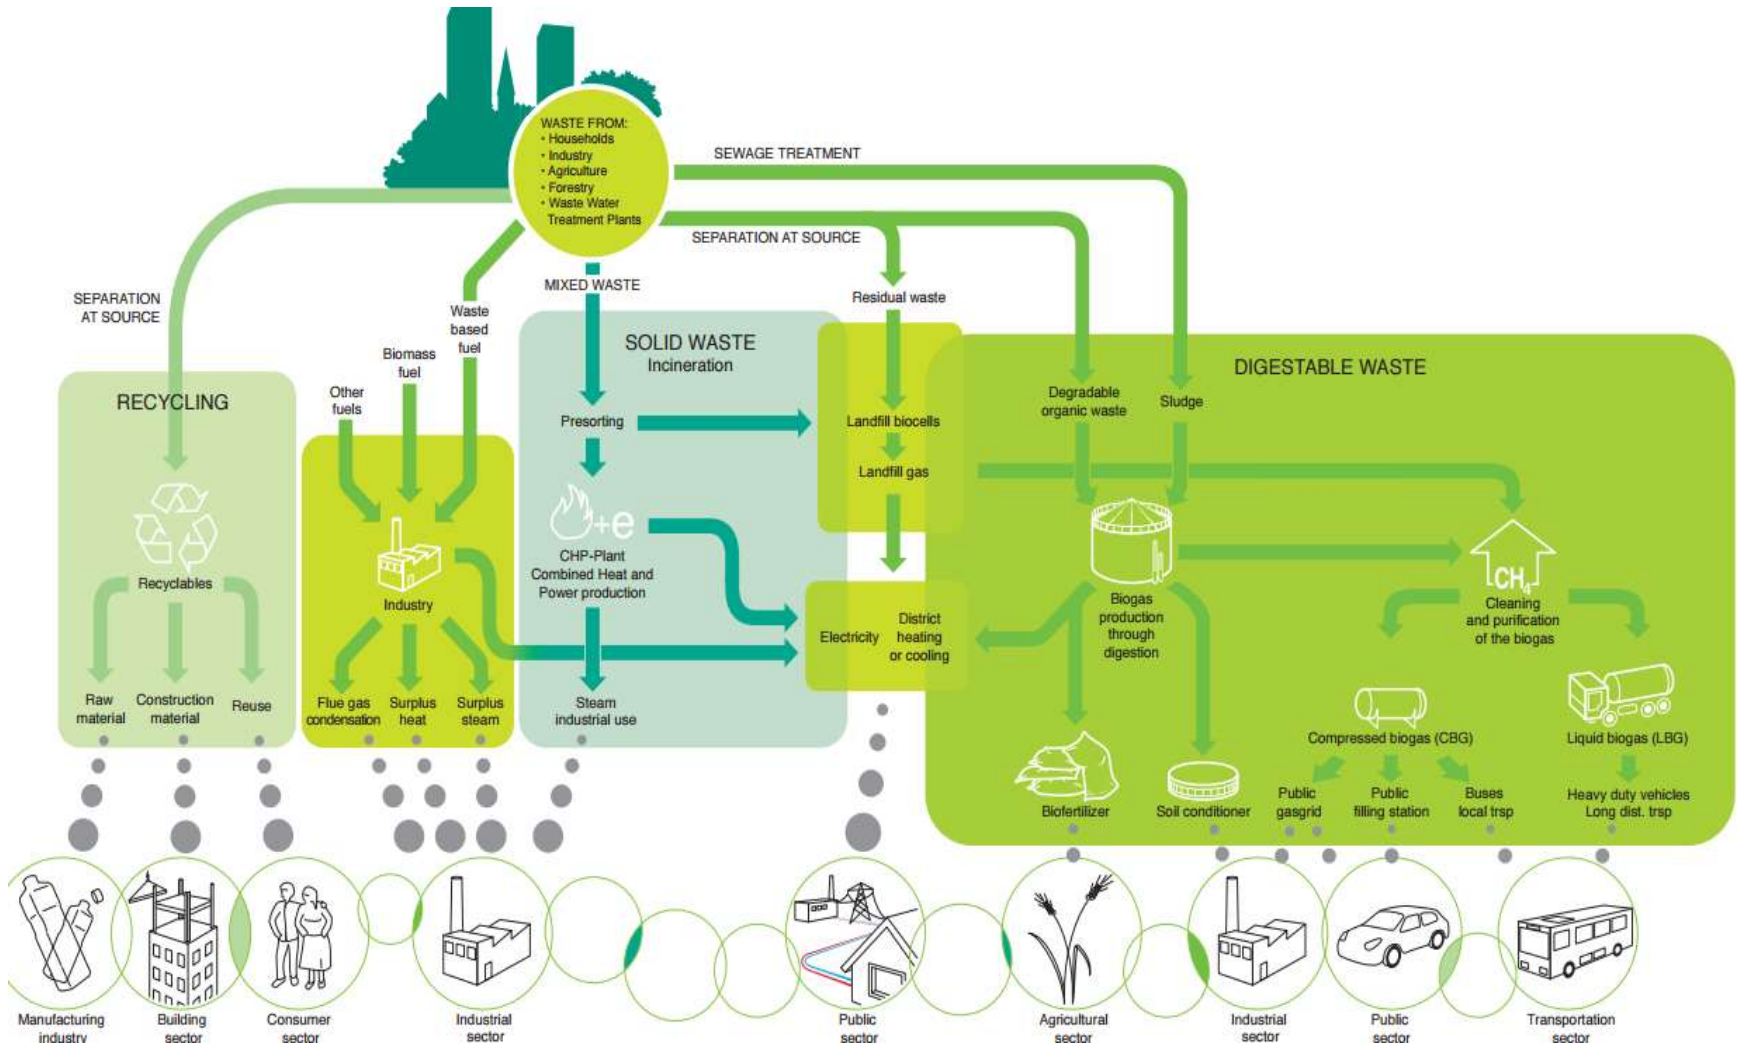 WASTE FROM:
• Households
• Industry
• Agriculture
• Forestry
• Waste Water
Treatment Plants
SEWAGE TREATMENT
SEPARATION AT SOURCE
MIXED WASTE
SEPARATION
AT SOURCE
Residual waste
Waste
based
fuel
Biomass
fuel
Other
fuels
RECYCLING
Recyclables
Raw
material
Construction
material
Reuse
Industry
Flue gas
condensation
Surplus
heat
Surplus
steam
SOLID WASTE
Incineration
Presorting
+e
CHP-Plant
Combined Heat and
Power production
Steam
industrial use
Landfill biocells
Landfill gas
Electricity
District
heating
or cooling
DIGESTABLE WASTE
Degradable
organic waste
Sludge
Biogas
production
through
digestion
CH4
Cleaning
and purification
of the biogas
Biofertilizer
Soil conditioner
Compressed biogas (CBG)
Liquid biogas (LBG)
Public
gasgrid
Public
filling station
Buses
local trsp
Heavy duty vehicles
Long dist. trsp
Manufacturing
industry
Building
sector
Consumer
sector
Industrial
sector
Public
sector
Agricultural
sector
Industrial
sector
Public
sector
Transportation
sector